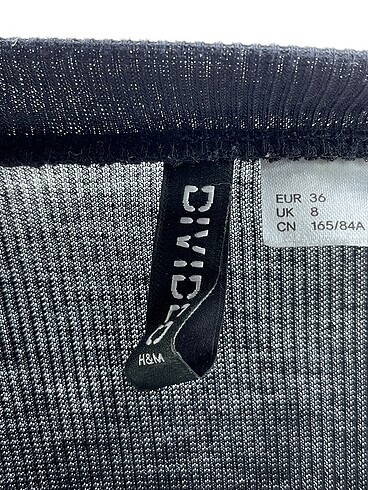 DIVIDED
H&M
EUR 36
UK 8
CN 165/84A